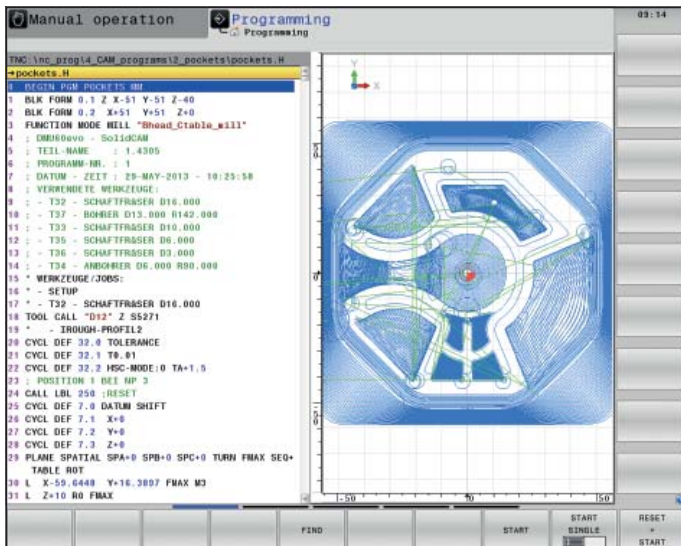 Manual operation
Programming
Programming
09:14
TNC:\nc_prog\4_CAM_programs\2_pockets\pockets.H
→pockets.H
0 BEGIN PGM POCKETS MM
1 BLK FORM 0.1 Z X-51 Y-51 Z-40
2 BLK FORM 0.2 X+51 Y+51 Z+0
3 FUNCTION MODE MILL "Bhead_Ctable_mill"
4 ; DMU60evo - SolidCAM
5 ; TEIL-NAME : 1.4305
6 ; PROGRAMM-NR. : 1
7 ; DATUM - ZEIT : 29-MAY-2013 - 10:25:58
8 ; VERWENDETE WERKZEUGE:
9 ; - T32 - SCHAFTFRäSER D16.000
10 ; - T37 - BOHRER D13.000 R142.000
11 ; - T33 - SCHAFTFRäSER D10.000
12 ; - T35 - SCHAFTFRäSER D6.000
13 ; - T36 - SCHAFTFRäSER D3.000
14 ; - T34 - ANBOHRER D6.000 R90.000
15 * WERKZEUGE/JOBS:
16 * - SETUP
17 * - T32 - SCHAFTFRäSER D16.000
18 TOOL CALL "D12" Z S5271
19 * - IROUGH-PROFIL2
20 CYCL DEF 32.0 TOLERANCE
21 CYCL DEF 32.1 T0.01
22 CYCL DEF 32.2 HSC-MODE:0 TA+1.5
23 ; POSITION 1 BEI NP 3
24 CALL LBL 250 ;RESET
25 CYCL DEF 7.0 DATUM SHIFT
26 CYCL DEF 7.1 X+0
27 CYCL DEF 7.2 Y+0
28 CYCL DEF 7.3 Z+0
29 PLANE SPATIAL SPA+0 SPB+0 SPC+0 TURN FMAX SEQ+
TABLE ROT
30 L X-59.6448 Y+16.3897 FMAX M3
31 L Z+10 R0 FMAX
Y
X
50
0
-50
-50
0
50
FIND
START
START
SINGLE
RESET
+
START